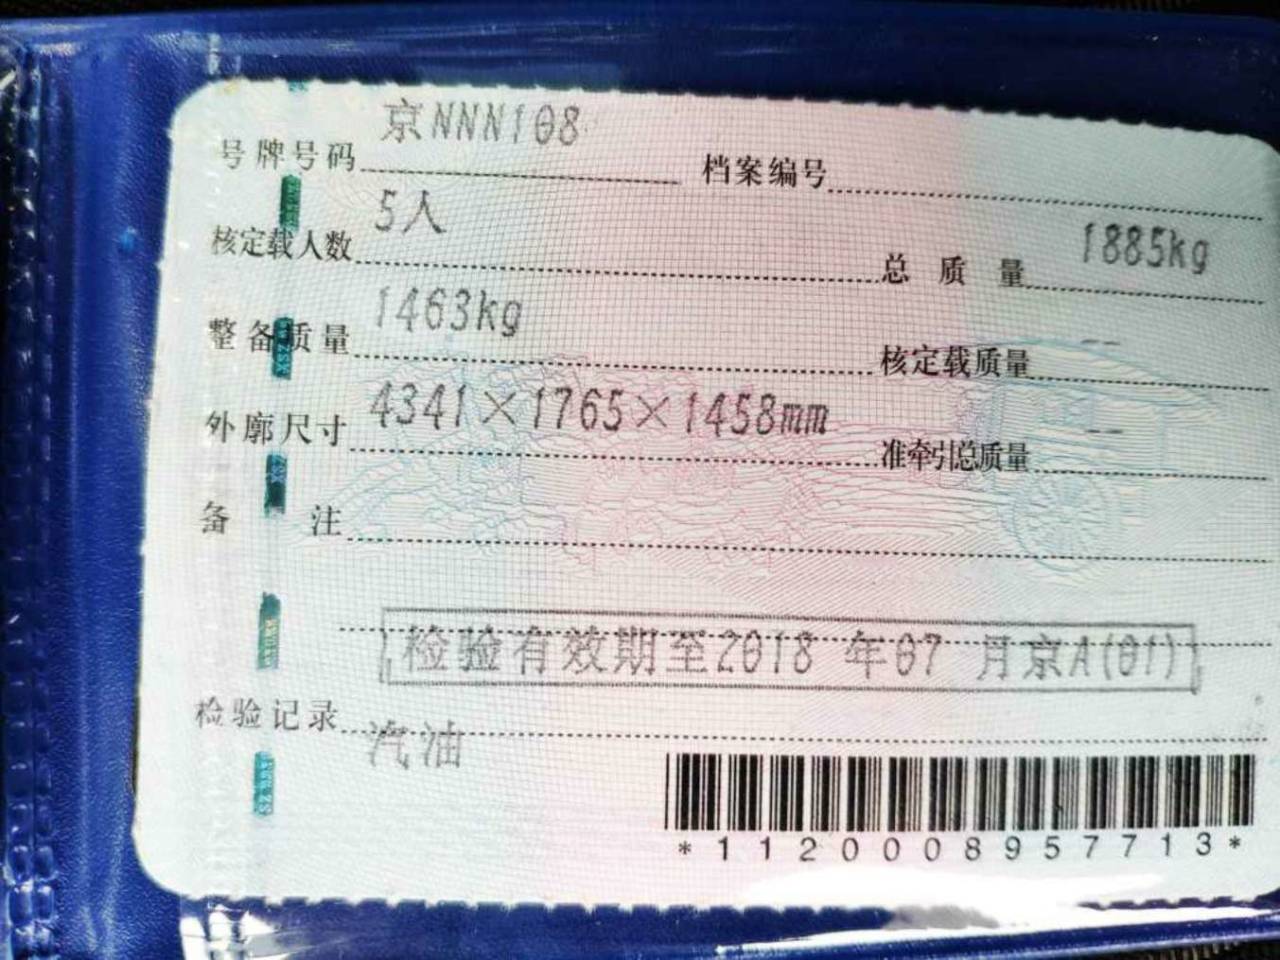 号牌号码 京NNN108 档案编号
核定载人数 5人 总质量 1885kg
整备质量 1463kg 核定载质量 --
外廓尺寸 4341×1765×1458mm 准牵引总质量 --
备注
检验有效期至2018 年07 月京A(01)
检验记录
汽油
*1120008957713*